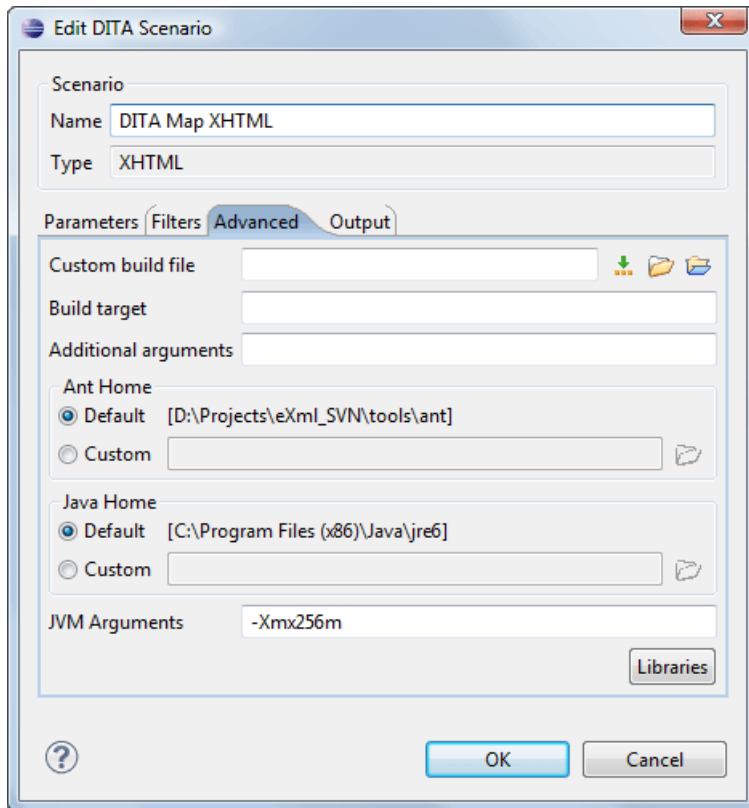 Edit DITA Scenario
Scenario
Name DITA Map XHTML
Type XHTML
Parameters Filters Advanced Output
Custom build file
Build target
Additional arguments
Ant Home
Default [D:\Projects\eXml_SVN\tools\ant]
Custom
Java Home
Default [C:\Program Files (x86)\Java\jre6]
Custom
JVM Arguments -Xmx256m
Libraries
? OK Cancel